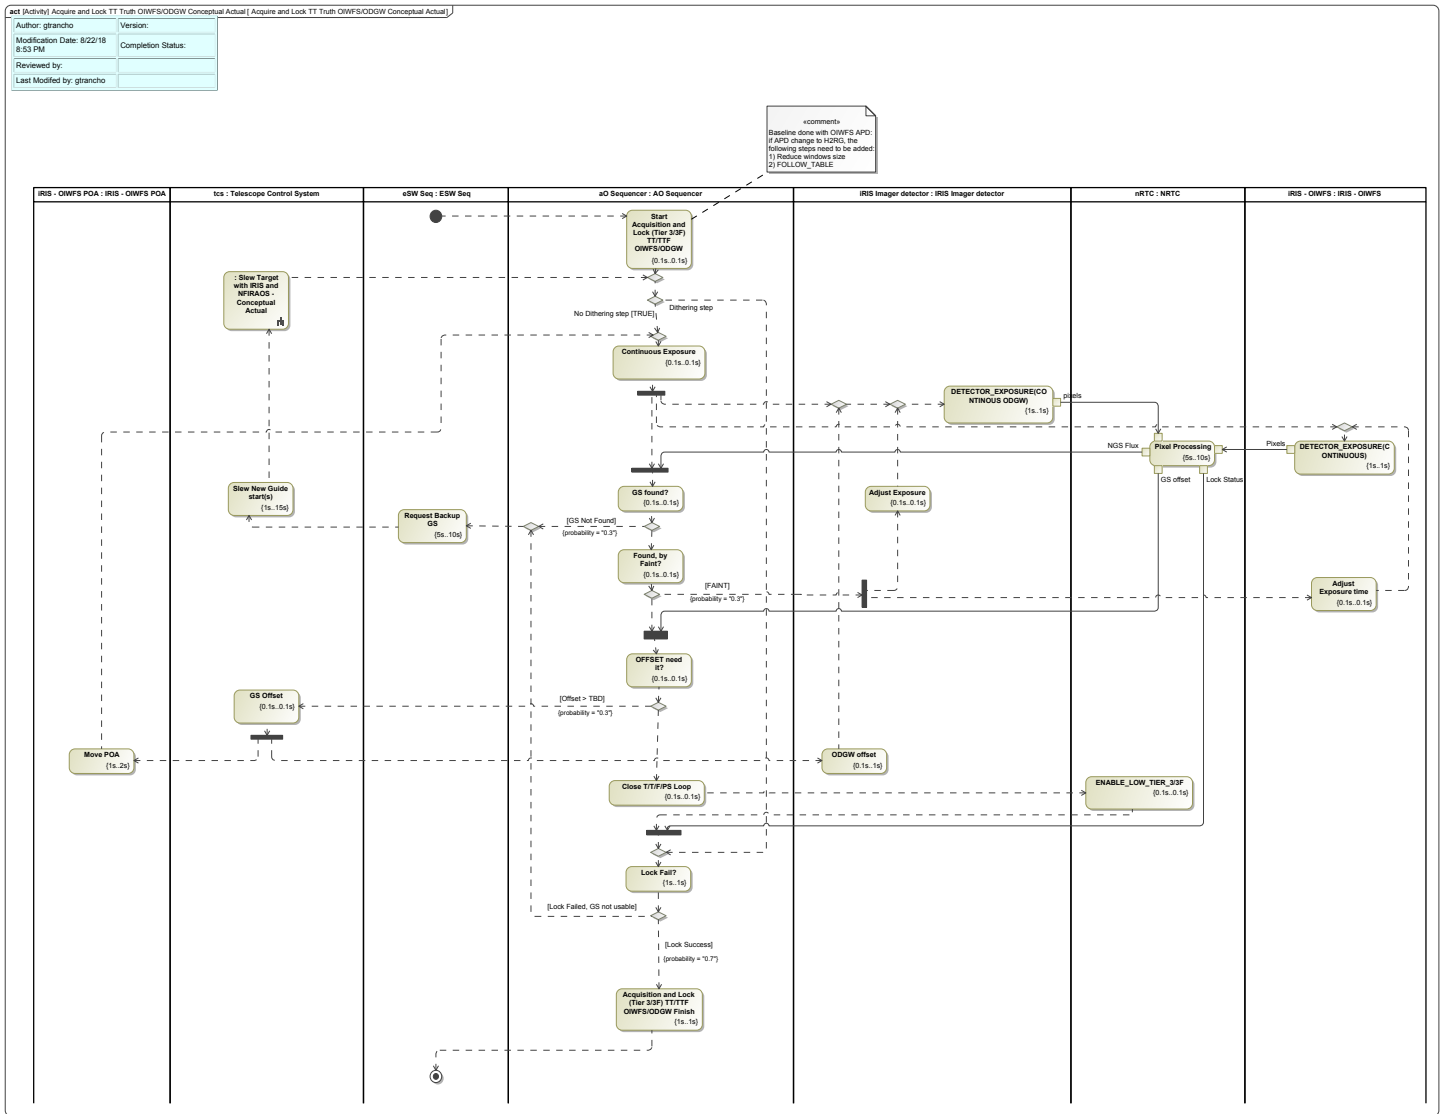 act [Activity] Acquire and Lock TT Truth OIWFS/ODGW Conceptual Actual [ Acquire and Lock TT Truth OIWFS/ODGW Conceptual Actual]
Author: gtrancho
Version:
Modification Date: 8/22/18
8:53 PM
Completion Status:
Reviewed by:
Last Modifed by: gtrancho
«comment»
Baseline done with OIWFS APD:
if APD change to H2RG, the
following steps need to be added:
1) Reduce windows size
2) FOLLOW_TABLE
iRIS - OIWFS POA : IRIS - OIWFS POA
tcs : Telescope Control System
eSW Seq : ESW Seq
aO Sequencer : AO Sequencer
iRIS Imager detector : IRIS Imager detector
nRTC : NRTC
iRIS - OIWFS : IRIS - OIWFS
Start
Acquisition and
Lock (Tier 3/3F)
TT/TTF
OIWFS/ODGW
{0.1s..0.1s}
: Slew Target
with IRIS and
NFIRAOS -
Conceptual
Actual
No Dithering step [TRUE]
Dithering step
Continuous Exposure
{0.1s..0.1s}
DETECTOR_EXPOSURE(CO
NTINOUS ODGW)
{1s..1s}
pixels
NGS Flux
Pixel Processing
{5s..10s}
Pixels
DETECTOR_EXPOSURE(C
ONTINUOUS)
{1s..1s}
GS offset
Lock Status
Slew New Guide
start(s)
{1s..15s}
GS found?
{0.1s..0.1s}
Adjust Exposure
{0.1s..0.1s}
Request Backup
GS
{5s..10s}
[GS Not Found]
{probability = "0.3"}
Found, by
Faint?
{0.1s..0.1s}
[FAINT]
{probability = "0.3"}
Adjust
Exposure time
{0.1s..0.1s}
OFFSET need
it?
{0.1s..0.1s}
GS Offset
{0.1s..0.1s}
[Offset > TBD]
{probability = "0.3"}
Move POA
{1s..2s}
ODGW offset
{0.1s..1s}
Close T/T/F/PS Loop
{0.1s..0.1s}
ENABLE_LOW_TIER_3/3F
{0.1s..0.1s}
Lock Fail?
{1s..1s}
[Lock Failed, GS not usable]
[Lock Success]
{probability = "0.7"}
Acquisition and Lock
(Tier 3/3F) TT/TTF
OIWFS/ODGW Finish
{1s..1s}